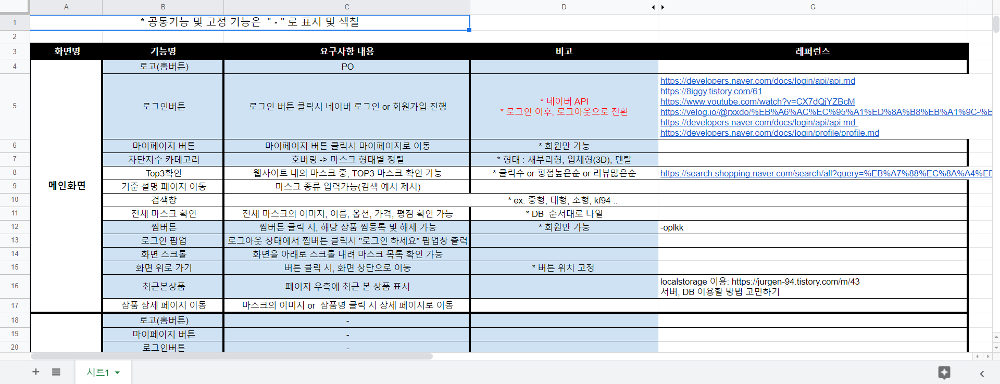 A B C D G
1 * 공통기능 및 고정 기능은 " - " 로 표시 및 색칠
2
3 화면명 기능명 요구사항 내용 비고 레퍼런스
4 로고(홈버튼) PO
5 로그인버튼 로그인 버튼 클릭시 네이버 로그인 or 회원가입 진행
* 네이버 API
* 로그인 이후, 로그아웃으로 전환
https://developers.naver.com/docs/login/api/api.md
https://8iggy.tistory.com/61
https://www.youtube.com/watch?v=CX7dQjYZBcM
https://velog.io/@rxxdo/%EB%A6%AC%EC%95%A1%ED%8A%B8%EB%A1%9C-%E
https://developers.naver.com/docs/login/api/api.md
https://developers.naver.com/docs/login/profile/profile.md
6 마이페이지 버튼 마이페이지 버튼 클릭시 마이페이지로 이동 * 회원만 가능
7 차단지수 카테고리 호버링 -> 마스크 형태별 정렬 * 형태 : 새부리형, 입체형(3D), 덴탈
8 Top3확인 웹사이트 내의 마스크 중, TOP3 마스크 확인 가능 * 클릭수 or 평점높은순 or 리뷰많은순 https://search.shopping.naver.com/search/all?query=%EB%A7%88%EC%8A%A4%ED
메인화면
9 기준 설명 페이지 이동 마스크 종류 입력가능(검색 예시 제시)
10 검색창 * ex. 중형, 대형, 소형, kf94 ..
11 전체 마스크 확인 전체 마스크의 이미지, 이름, 옵션, 가격, 평점 확인 가능 * DB 순서대로 나열
12 찜버튼 찜버튼 클릭 시, 해당 상품 찜등록 및 해제 가능 * 회원만 가능 -oplkk
13 로그인 팝업 로그아웃 상태에서 찜버튼 클릭시 "로그인 하세요" 팝업창 출력
14 화면 스크롤 화면을 아래로 스크롤 내려 마스크 목록 확인 가능
15 화면 위로 가기 버튼 클릭 시, 화면 상단으로 이동 * 버튼 위치 고정
16 최근본상품 페이지 우측에 최근 본 상품 표시
localstorage 이용: https://jurgen-94.tistory.com/m/43
서버, DB 이용할 방법 고민하기
17 상품 상세 페이지 이동 마스크의 이미지 or 상품명 클릭 시 상세 페이지로 이동
18 로고(홈버튼) -
19 마이페이지 버튼 -
20 로그인버튼 -
시트1